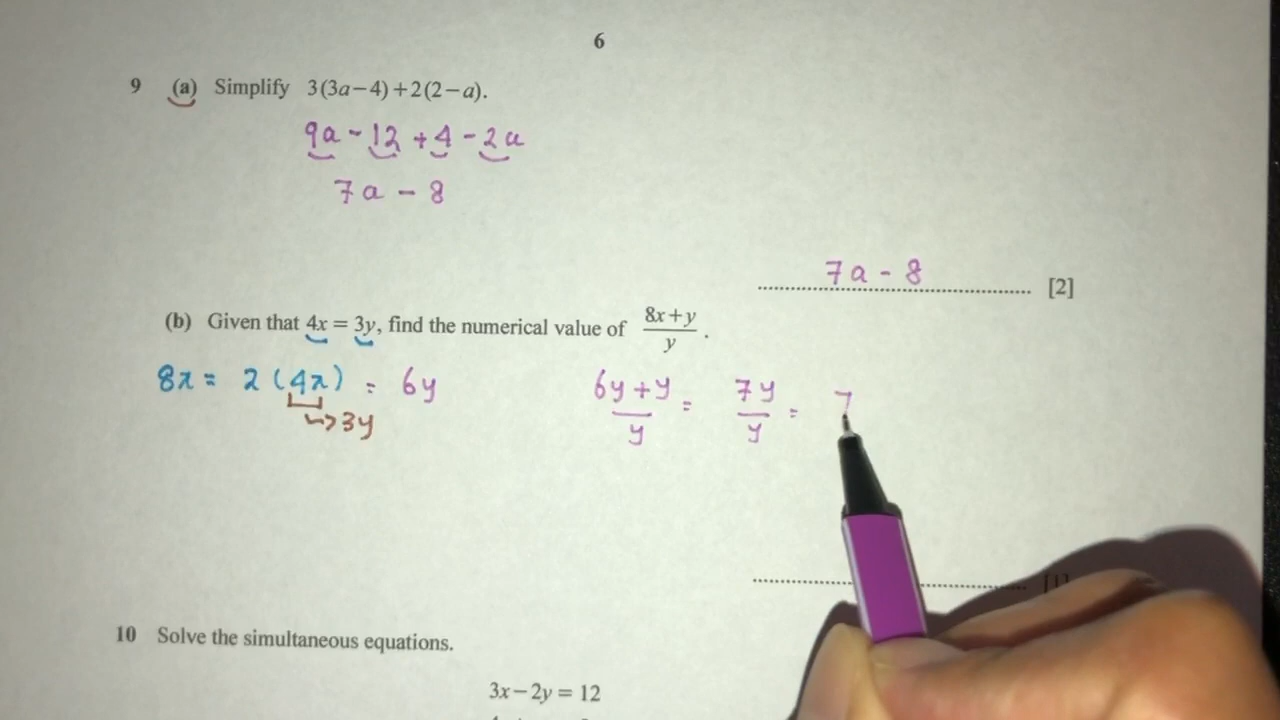 6
9 (a) Simplify 3(3a−4)+2(2−a).
9a - 12 + 4 - 2a
7a - 8
7a - 8 [2]
(b) Given that 4x = 3y, find the numerical value of (8x+y)/y .
8x = 2 (4x) = 6y
↳ 3y
(6y + y)/y = 7y/y = 7
[1]
10 Solve the simultaneous equations.
3x−2y = 12